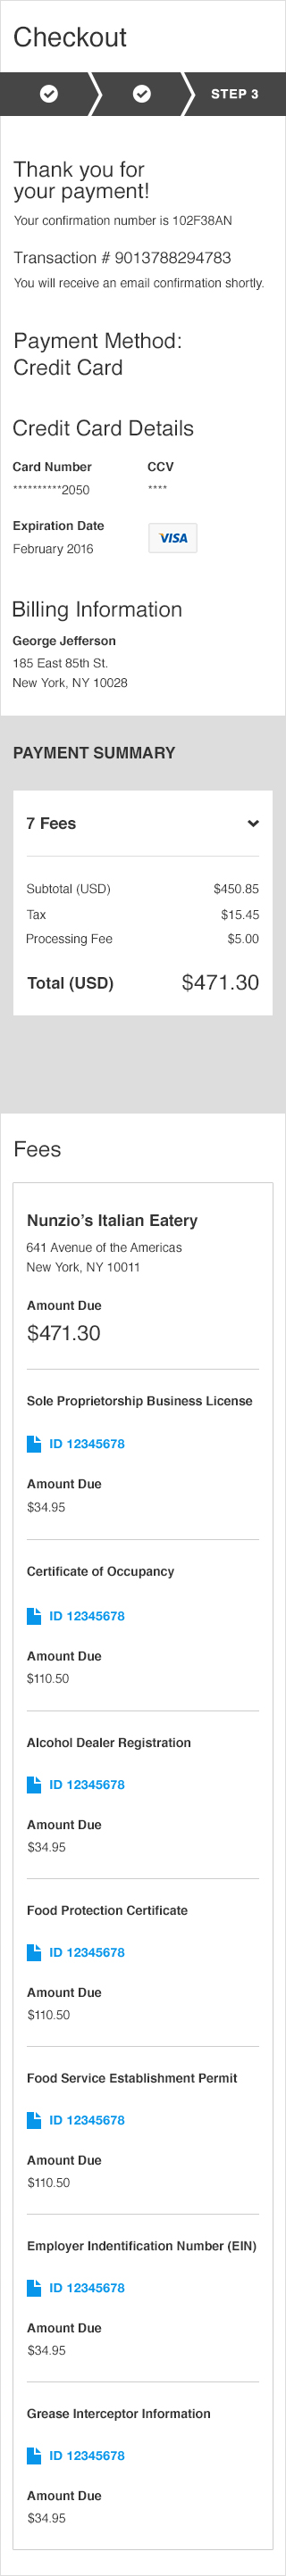 Checkout
STEP 3
Thank you for
your payment!
Your confirmation number is 102F38AN
Transaction # 9013788294783
You will receive an email confirmation shortly.
Payment Method:
Credit Card
Credit Card Details
Card Number CCV
**********2050 ****
Expiration Date
VISA
February 2016
Billing Information
George Jefferson
185 East 85th St.
New York, NY 10028
PAYMENT SUMMARY
7 Fees
Subtotal (USD) $450.85
Tax $15.45
Processing Fee $5.00
Total (USD) $471.30
Fees
Nunzio’s Italian Eatery
641 Avenue of the Americas
New York, NY 10011
Amount Due
$471.30
Sole Proprietorship Business License
ID 12345678
Amount Due
$34.95
Certificate of Occupancy
ID 12345678
Amount Due
$110.50
Alcohol Dealer Registration
ID 12345678
Amount Due
$34.95
Food Protection Certificate
ID 12345678
Amount Due
$110.50
Food Service Establishment Permit
ID 12345678
Amount Due
$110.50
Employer Indentification Number (EIN)
ID 12345678
Amount Due
$34.95
Grease Interceptor Information
ID 12345678
Amount Due
$34.95